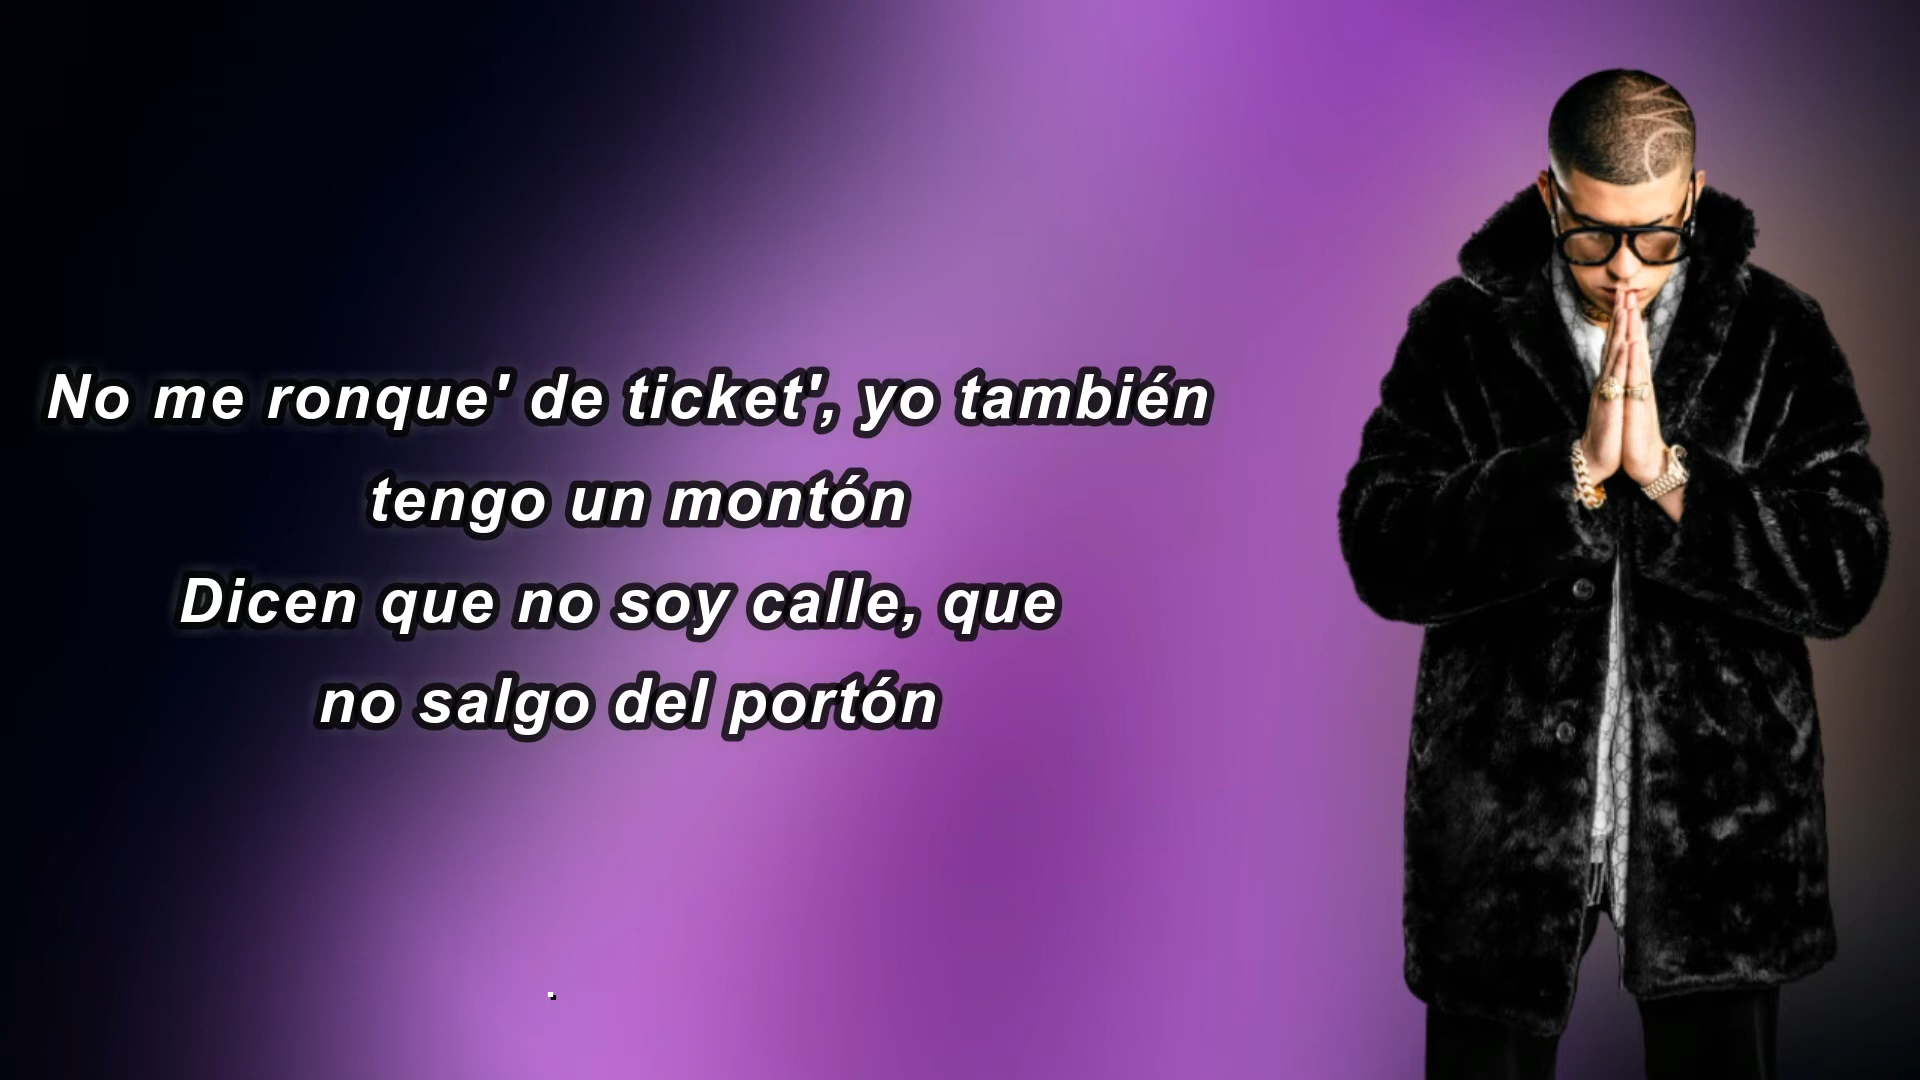 No me ronque' de ticket', yo también
tengo un montón
Dicen que no soy calle, que
no salgo del portón